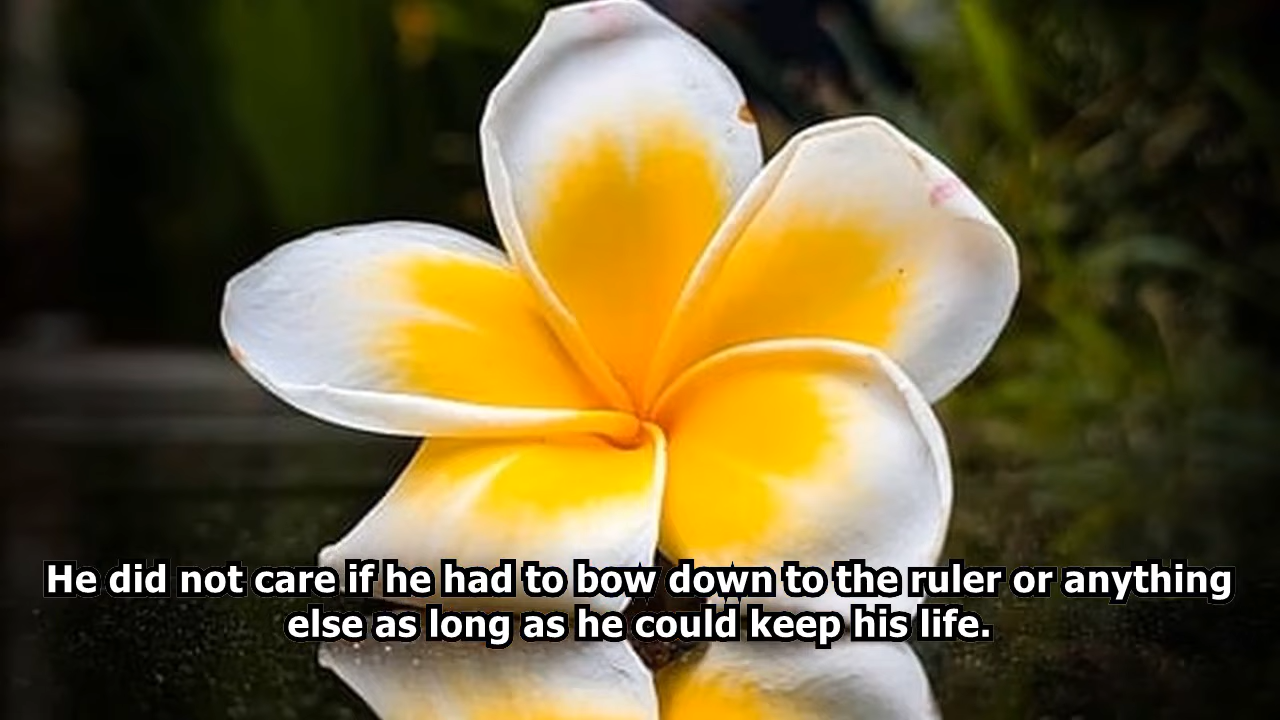 He did not care if he had to bow down to the ruler or anything
else as long as he could keep his life.